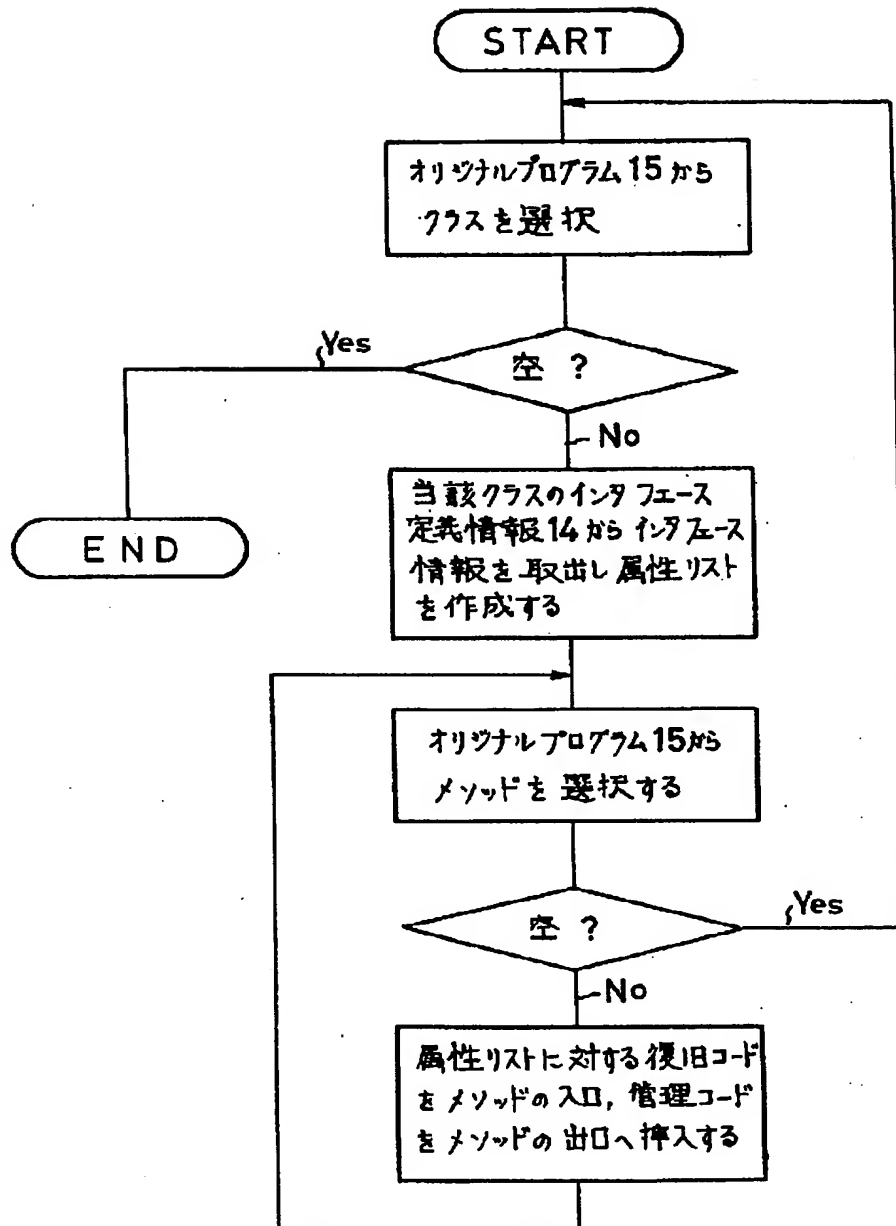 START
オリジナルプログラム15から
クラスを選択
Yes
空？
No
当該クラスのインタフェース
定義情報14からインタフェース
情報を取出し属性リスト
を作成する
END
オリジナルプログラム15から
メソッドを選択する
Yes
空？
No
属性リストに対する復旧コード
をメソッドの入口，管理コード
をメソッドの出口へ挿入する